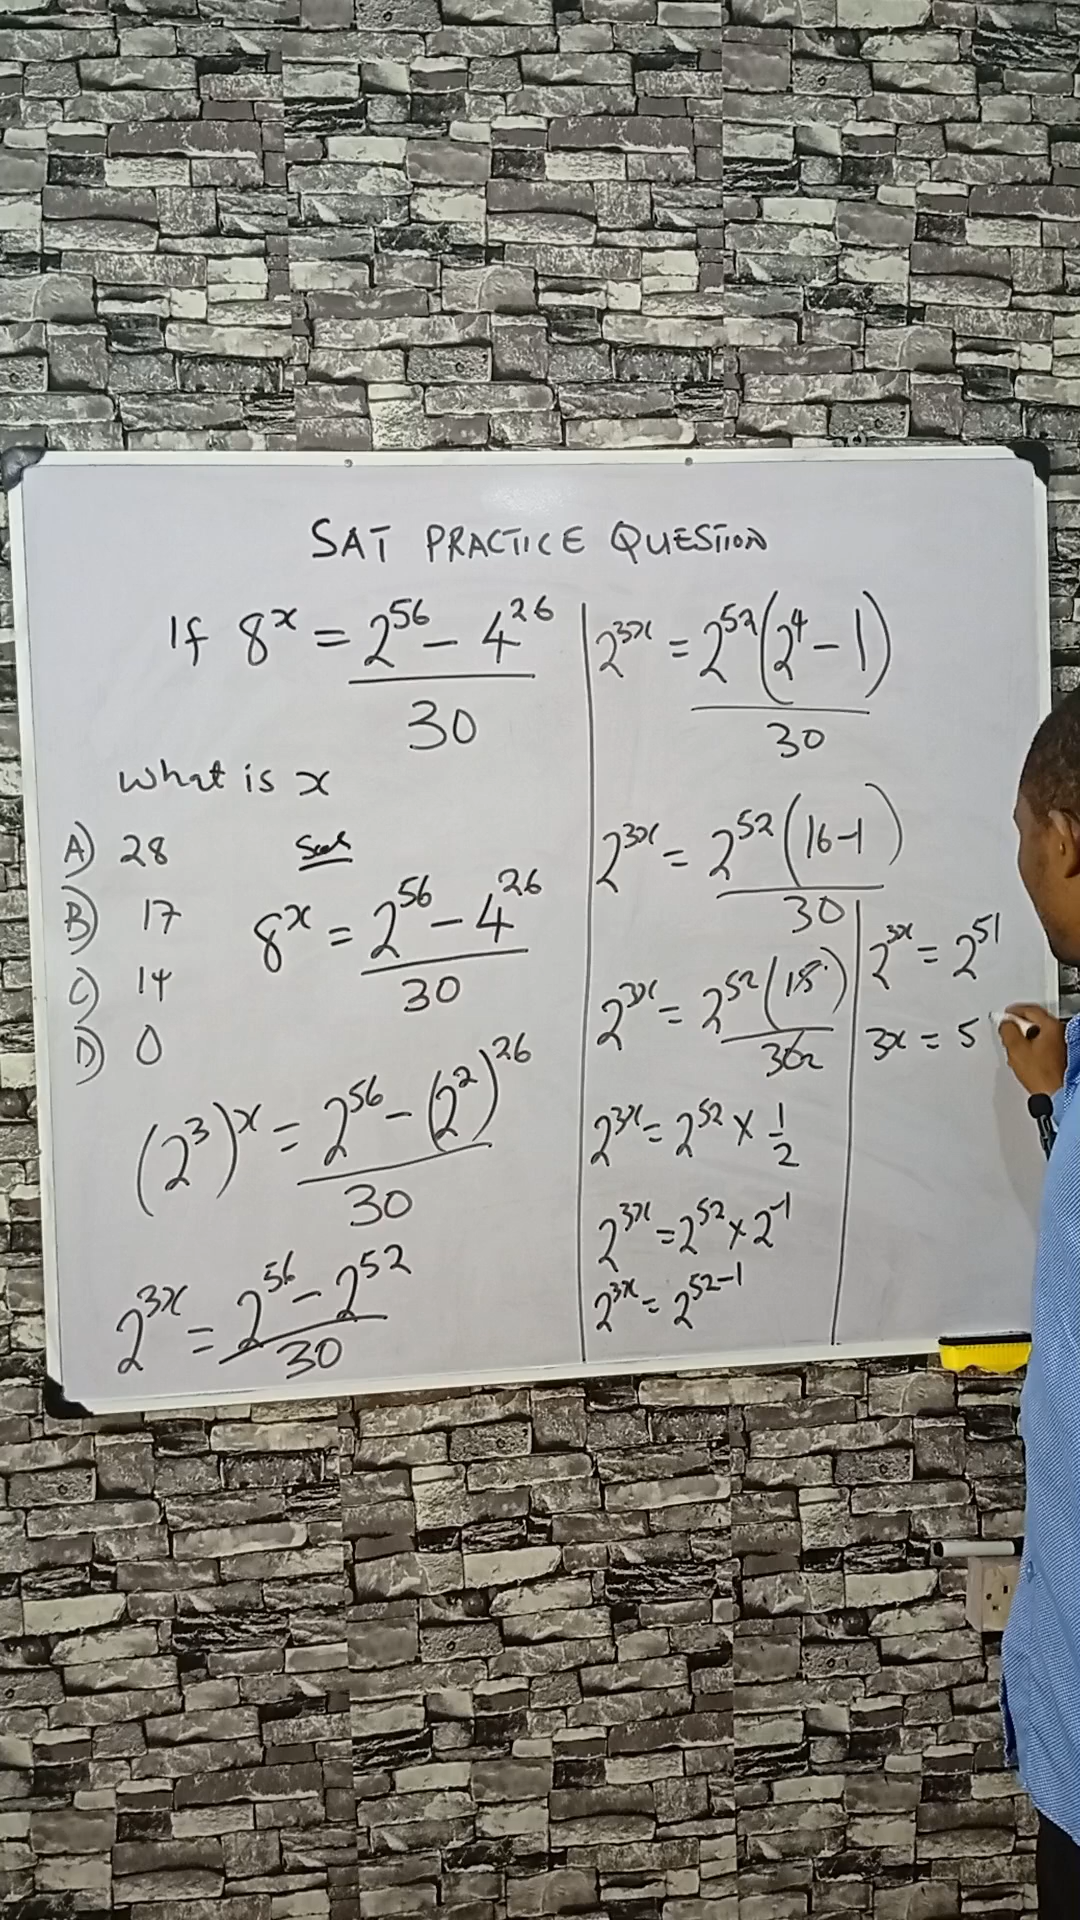 SAT PRACTICE QUESTION
If 8^x = (2^56 - 4^26)/30
What is x
A) 28
B) 17
C) 14
D) 0
8^x = (2^56 - 4^26)/30
(2^3)^x = (2^56 - (2^2)^26)/30
2^3x = (2^56 - 2^52)/30
2^3x = 2^52(2^4 - 1)/30
2^3x = 2^52(16-1)/30
2^3x = 2^52(15)/30 2
2^3x = 2^52 × 1/2
2^3x = 2^52 × 2^-1
2^3x = 2^52-1
2^3x = 2^51
3x = 5